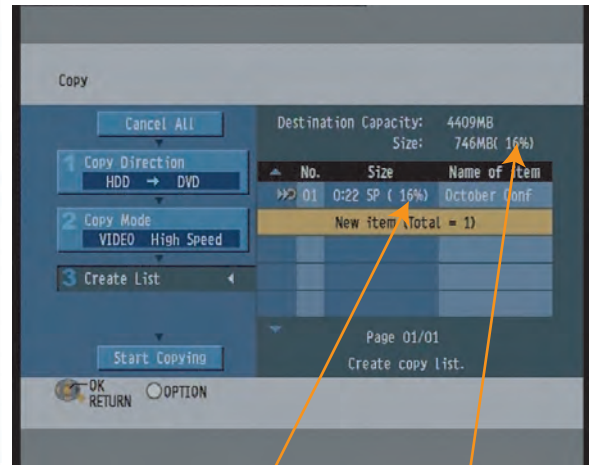 Copy
Cancel All
1 Copy Direction
HDD → DVD
2 Copy Mode
VIDEO High Speed
3 Create List
Start Copying
Destination Capacity: 4409MB
Size: 746MB( 16%)
No. Size Name of item
01 0:22 SP ( 16%) October Conf
New item (Total = 1)
Page 01/01
Create copy list.
OK
RETURN OPTION